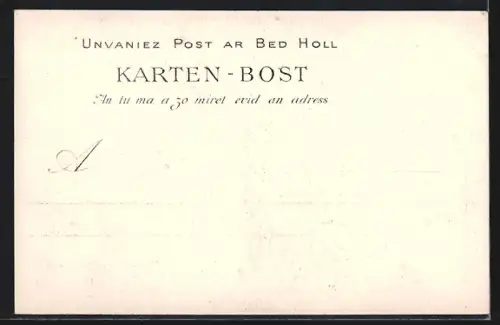 Unvaniez Post ar Bed Holl
KARTEN-BOST
An tu ma a zo miret evid an adress
A